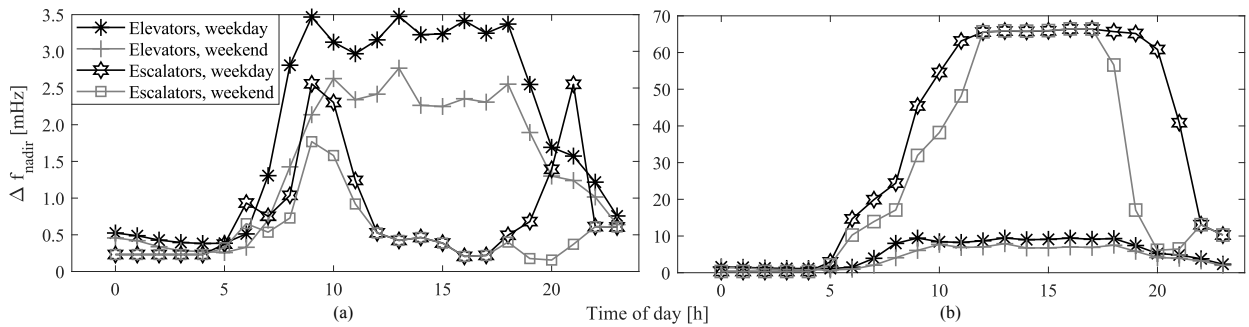 3.5
3.0
2.5
2.0
1.5
1.0
0.5
0
Δ f_nadir [mHz]
Elevators, weekday
Elevators, weekend
Escalators, weekday
Escalators, weekend
0 5 10 15 20
(a)
Time of day [h]
70
60
50
40
30
20
10
0
0 5 10 15 20
(b)